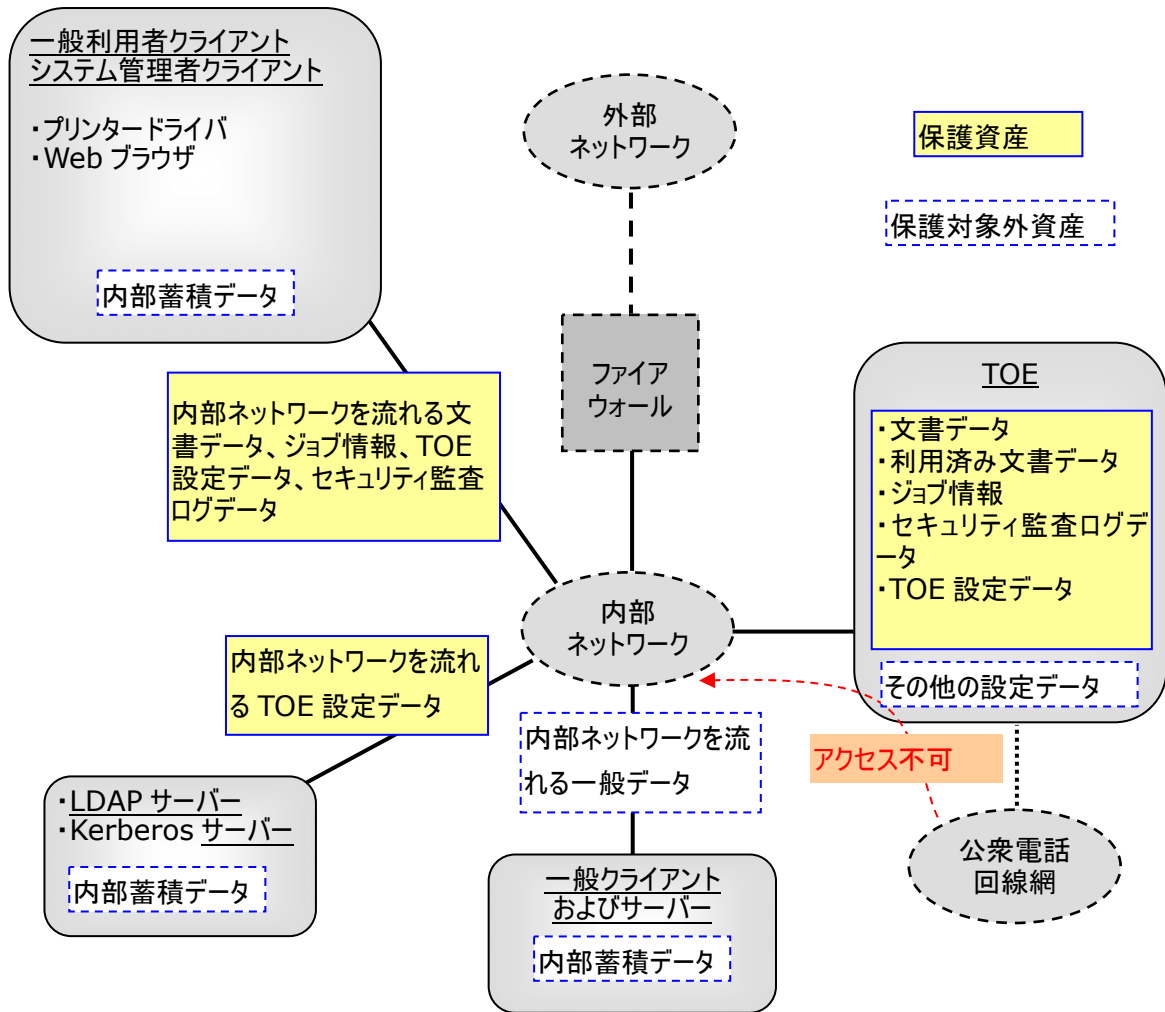 一般利用者クライアント
システム管理者クライアント
・プリンタードライバ
・Web ブラウザ
内部蓄積データ
外部
ネットワーク
保護資産
保護対象外資産
ファイア
ウォール
内部ネットワークを流れる文
書データ、ジョブ情報、TOE
設定データ、セキュリティ監査
ログデータ
TOE
・文書データ
・利用済み文書データ
・ジョブ情報
・セキュリティ監査ログデ
ータ
・TOE 設定データ
その他の設定データ
内部
ネットワーク
内部ネットワークを流れ
る TOE 設定データ
内部ネットワークを流
れる一般データ
アクセス不可
・LDAP サーバー
・Kerberos サーバー
内部蓄積データ
一般クライアント
およびサーバー
内部蓄積データ
公衆電話
回線網